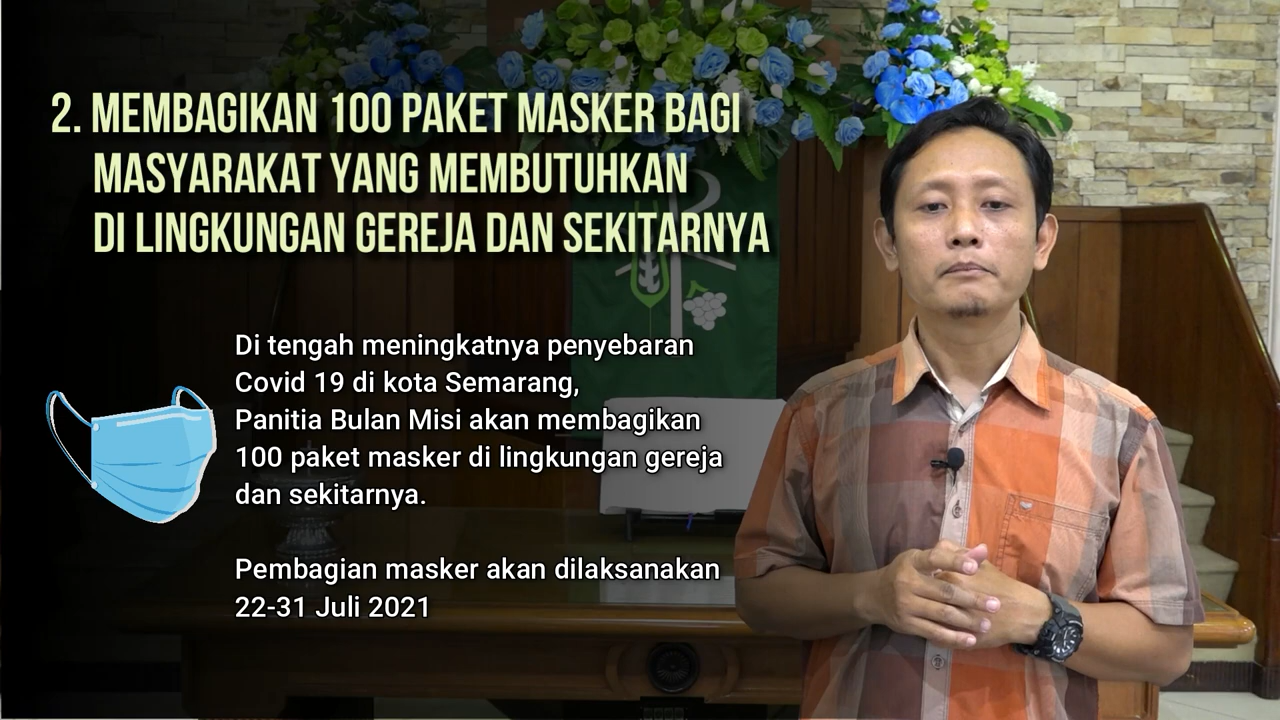 2. MEMBAGIKAN 100 PAKET MASKER BAGI
MASYARAKAT YANG MEMBUTUHKAN
DI LINGKUNGAN GEREJA DAN SEKITARNYA
Di tengah meningkatnya penyebaran
Covid 19 di kota Semarang,
Panitia Bulan Misi akan membagikan
100 paket masker di lingkungan gereja
dan sekitarnya.
Pembagian masker akan dilaksanakan
22-31 Juli 2021